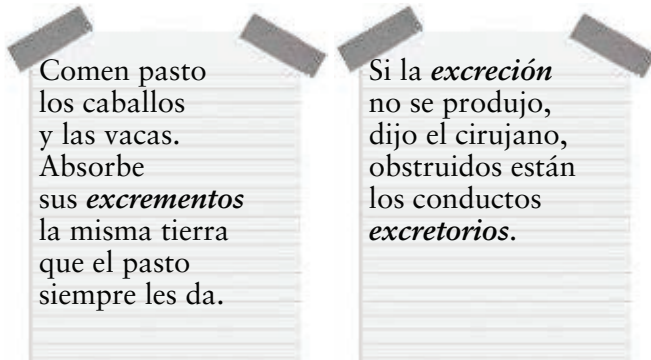 Comen pasto
los caballos
y las vacas.
Absorbe
sus excrementos
la misma tierra
que el pasto
siempre les da.
Si la excreción
no se produjo,
dijo el cirujano,
obstruidos están
los conductos
excretorios.